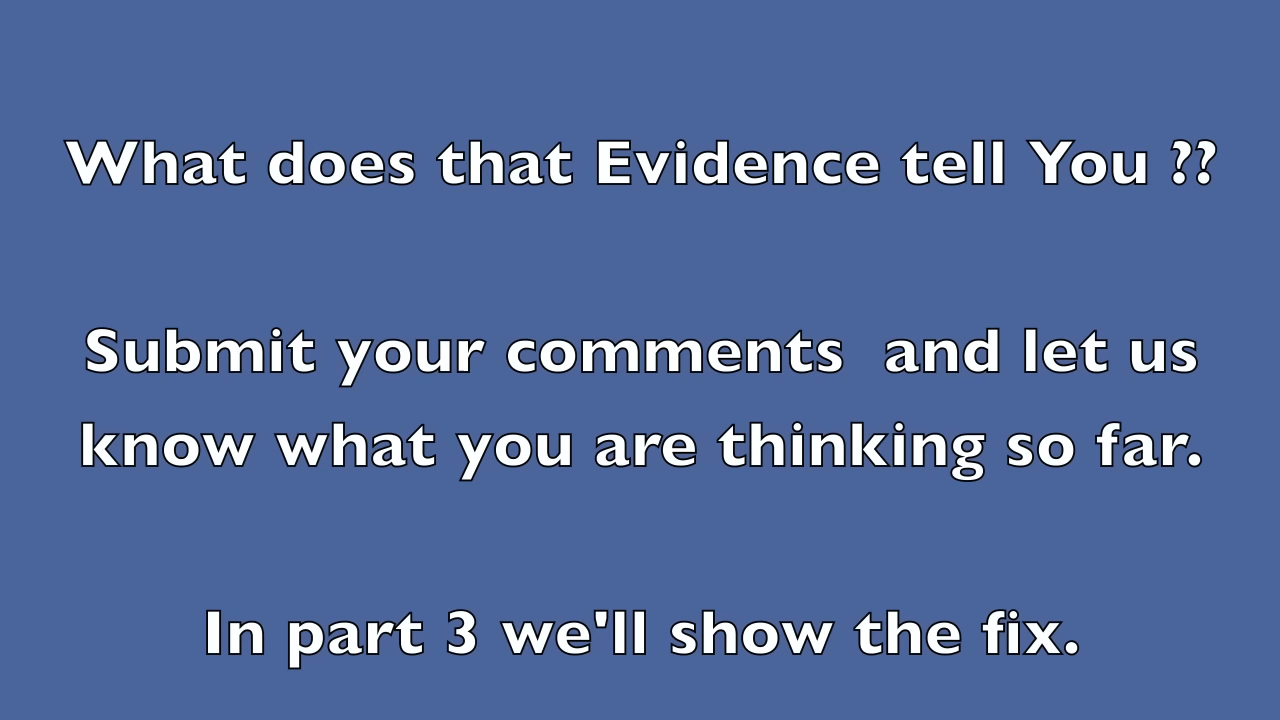 What does that Evidence tell You ??
Submit your comments  and let us
know what you are thinking so far.
In part 3 we'll show the fix.